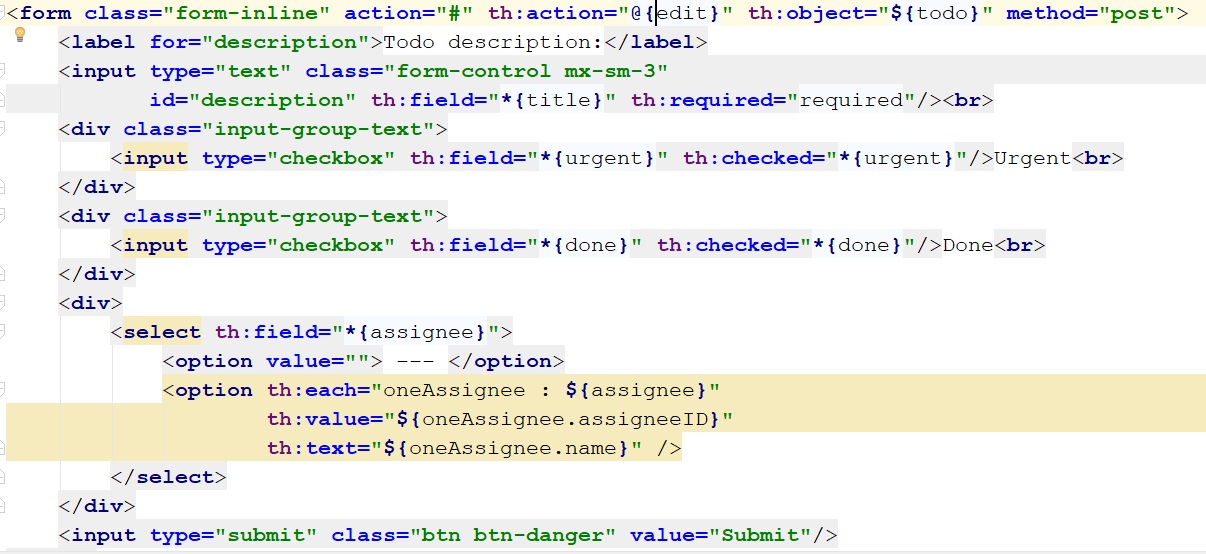 <form class="form-inline" action="#" th:action="@{edit}" th:object="${todo}" method="post">
<label for="description">Todo description:</label>
<input type="text" class="form-control mx-sm-3"
id="description" th:field="*{title}" th:required="required"/><br>
<div class="input-group-text">
<input type="checkbox" th:field="*{urgent}" th:checked="*{urgent}"/>Urgent<br>
</div>
<div class="input-group-text">
<input type="checkbox" th:field="*{done}" th:checked="*{done}"/>Done<br>
</div>
<div>
<select th:field="*{assignee}">
<option value=""> --- </option>
<option th:each="oneAssignee : ${assignee}"
th:value="${oneAssignee.assigneeID}"
th:text="${oneAssignee.name}" />
</select>
</div>
<input type="submit" class="btn btn-danger" value="Submit"/>